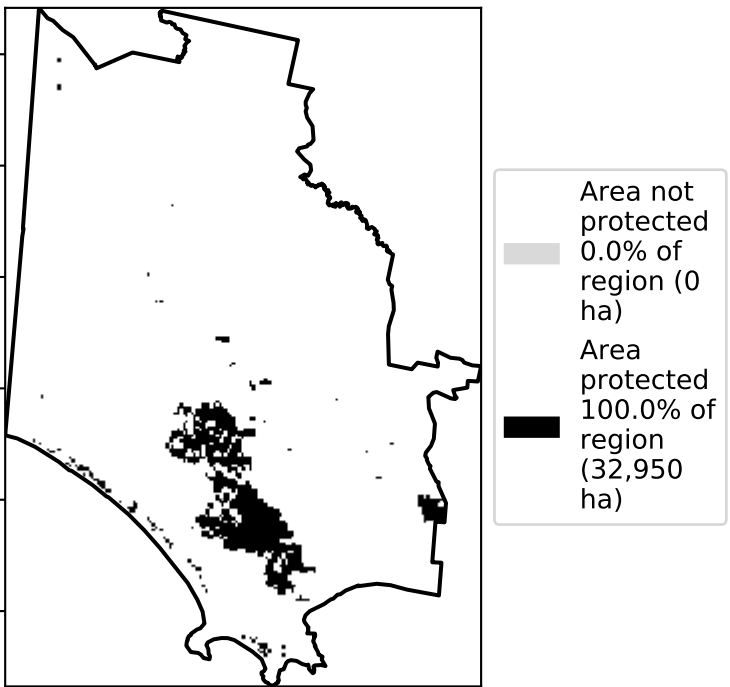 Area not
protected
0.0% of
region (0
ha)
Area
protected
100.0% of
region
(32,950
ha)